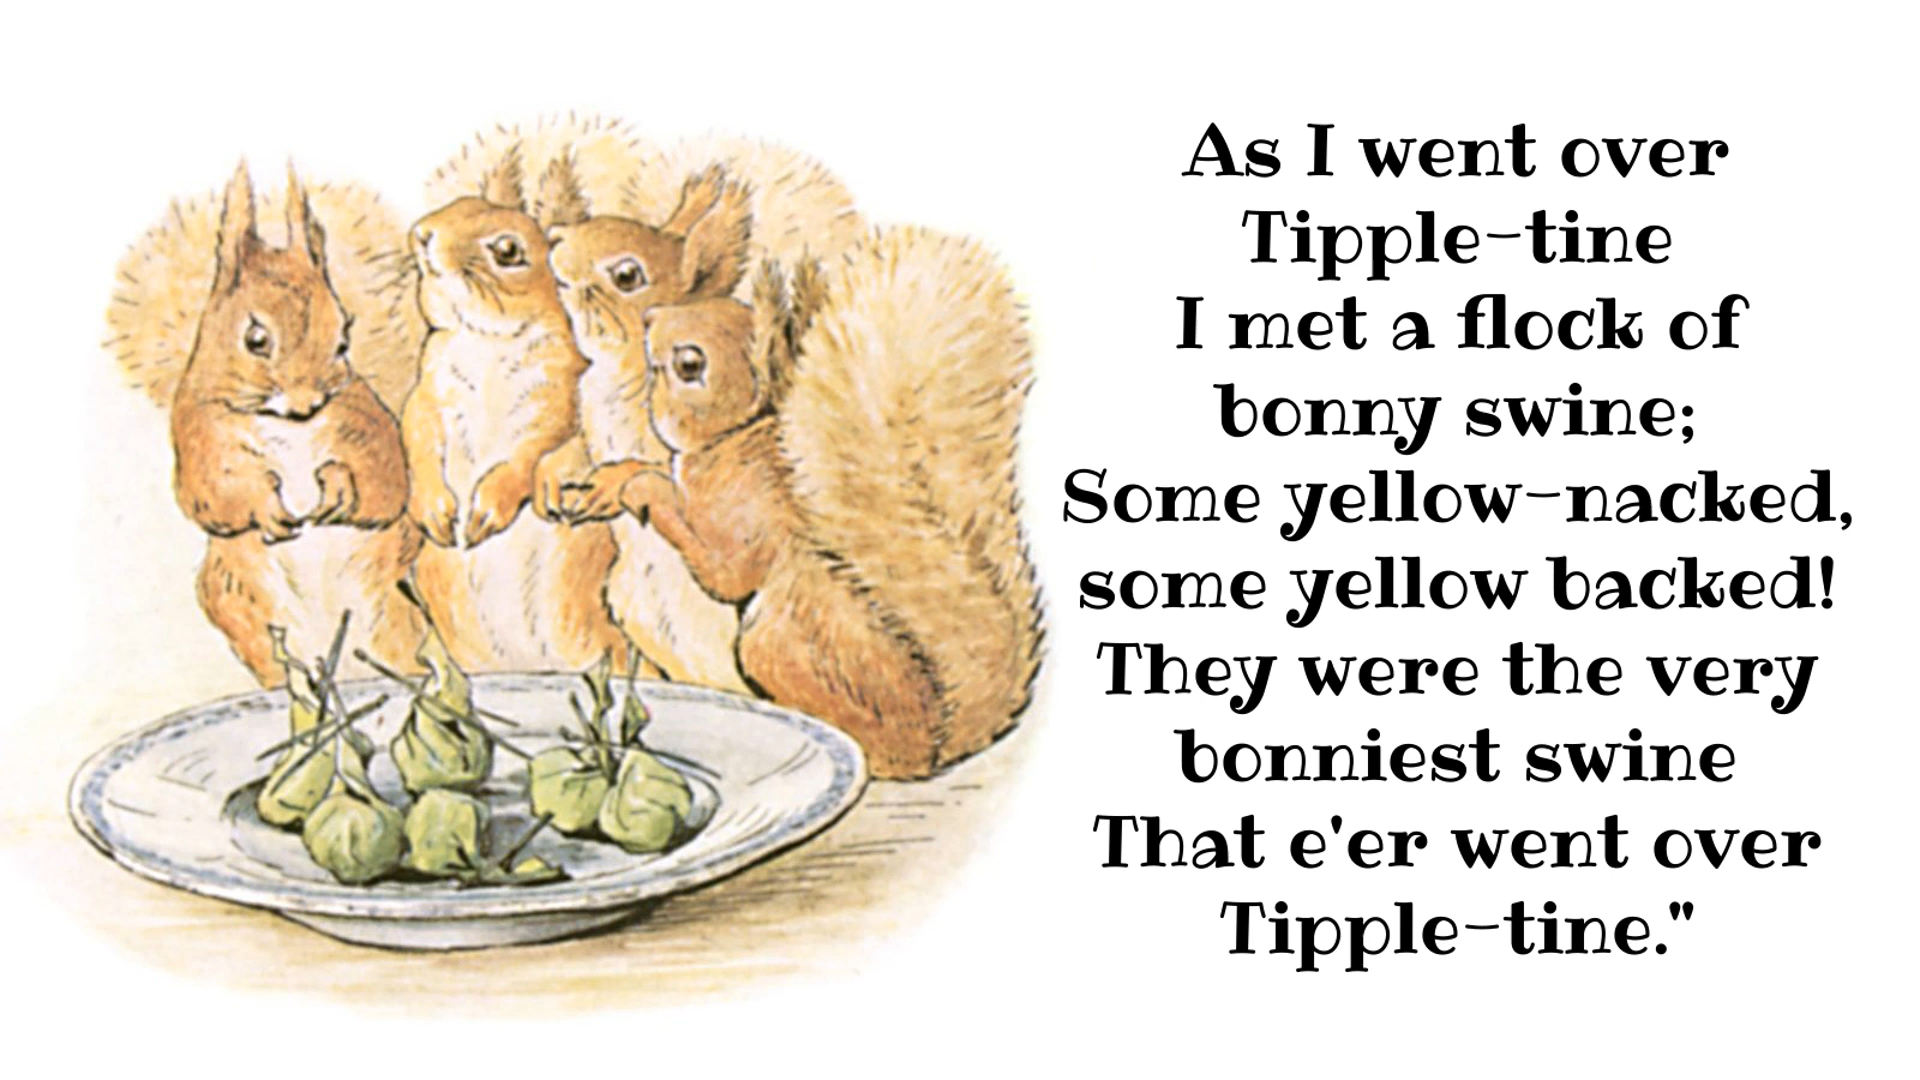 As I went over
Tipple-tine
I met a flock of
bonny swine;
Some yellow-nacked,
some yellow backed!
They were the very
bonniest swine
That e'er went over
Tipple-tine."